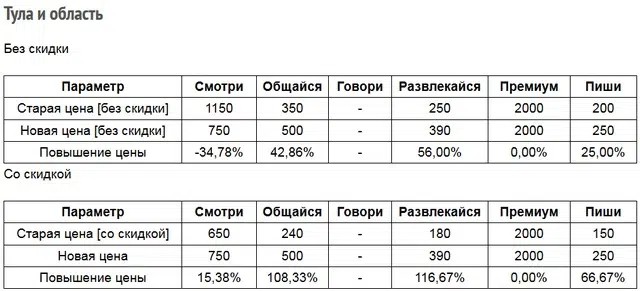 Тула и область
Без скидки
Параметр Смотри Общайся Говори Развлекайся Премиум Пиши
Старая цена [без скидки] 1150 350 - 250 2000 200
Новая цена [без скидки] 750 500 - 390 2000 250
Повышение цены -34,78% 42,86% - 56,00% 0,00% 25,00%
Со скидкой
Параметр Смотри Общайся Говори Развлекайся Премиум Пиши
Старая цена [со скидкой] 650 240 - 180 2000 150
Новая цена 750 500 - 390 2000 250
Повышение цены 15,38% 108,33% - 116,67% 0,00% 66,67%